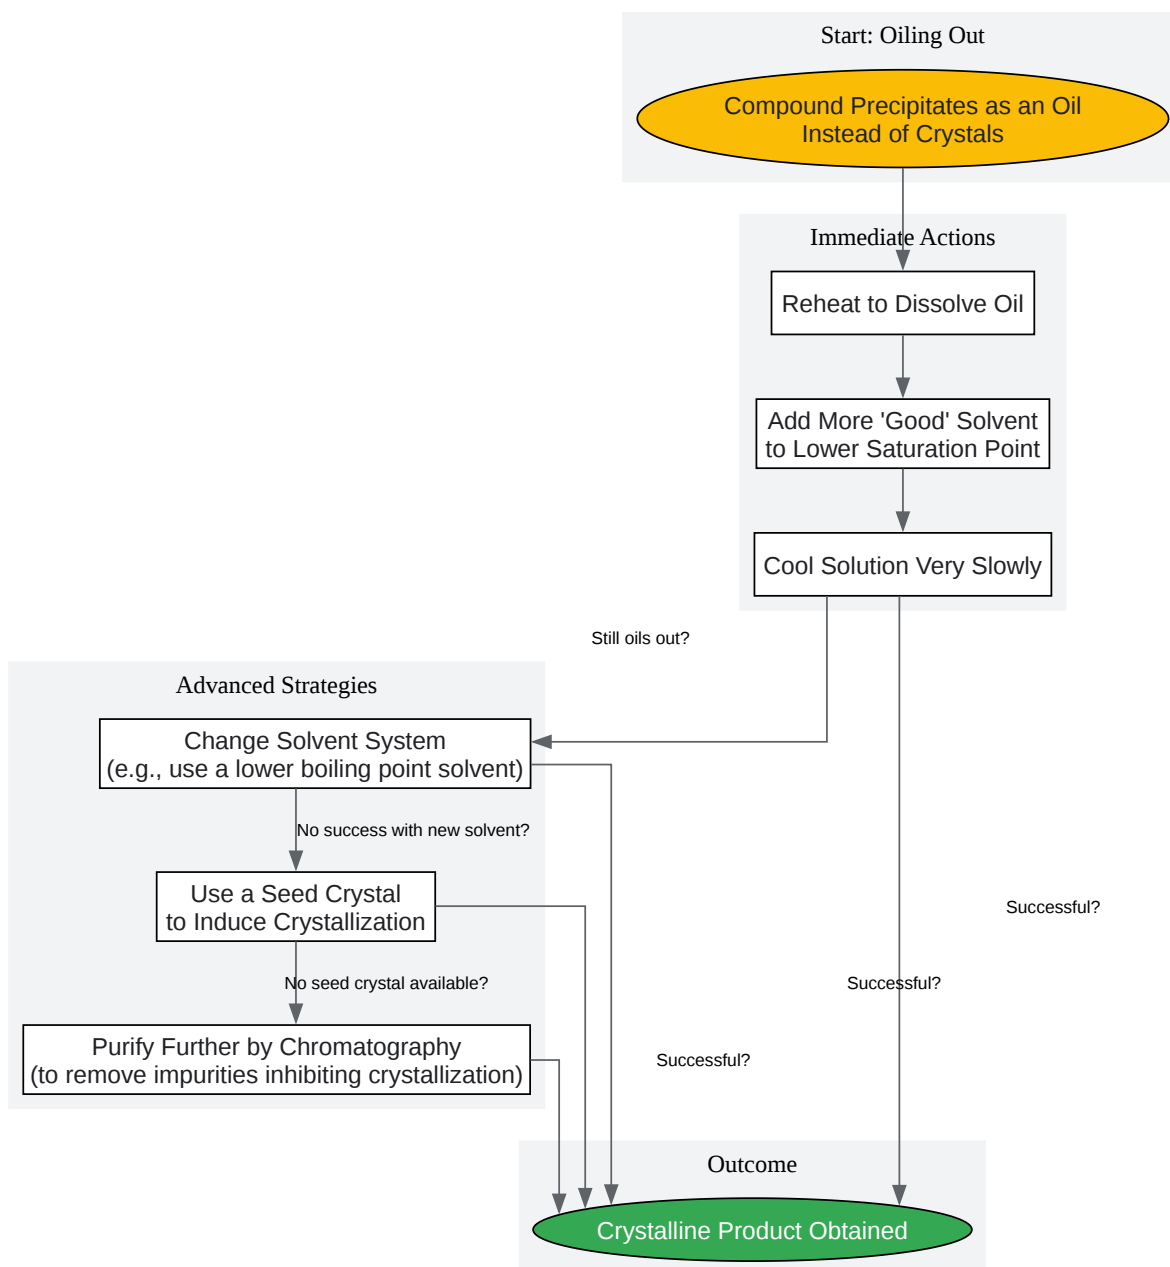 Start: Oiling Out
Compound Precipitates as an Oil
Instead of Crystals
Immediate Actions
Reheat to Dissolve Oil
Add More 'Good' Solvent
to Lower Saturation Point
Cool Solution Very Slowly
Still oils out?
Advanced Strategies
Change Solvent System
(e.g., use a lower boiling point solvent)
No success with new solvent?
Use a Seed Crystal
to Induce Crystallization
Successful?
No seed crystal available?
Successful?
Purify Further by Chromatography
(to remove impurities inhibiting crystallization)
Successful?
Outcome
Crystalline Product Obtained